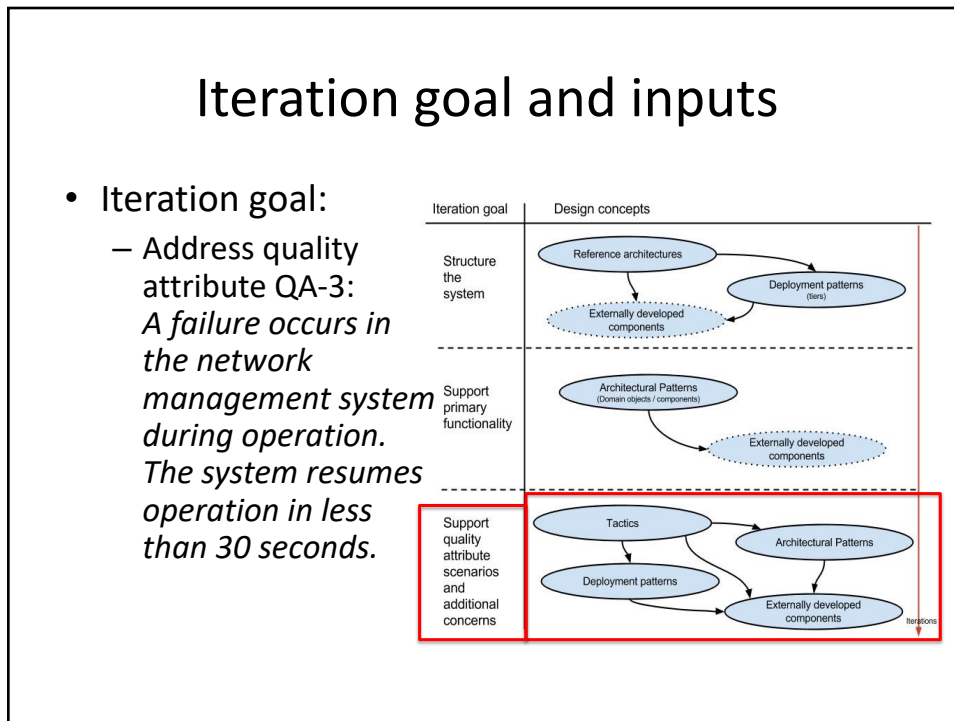 Iteration goal and inputs
• Iteration goal:
– Address quality
attribute QA-3:
A failure occurs in
the network
management system
during operation.
The system resumes
operation in less
than 30 seconds.
Iteration goal
Design concepts
Structure
the
system
Reference architectures
Deployment patterns
(tiers)
Externally developed
components
Support
primary
functionality
Architectural Patterns
(Domain objects / components)
Externally developed
components
Support
quality
attribute
scenarios
and
additional
concerns
Tactics
Architectural Patterns
Deployment patterns
Externally developed
components
Iterations